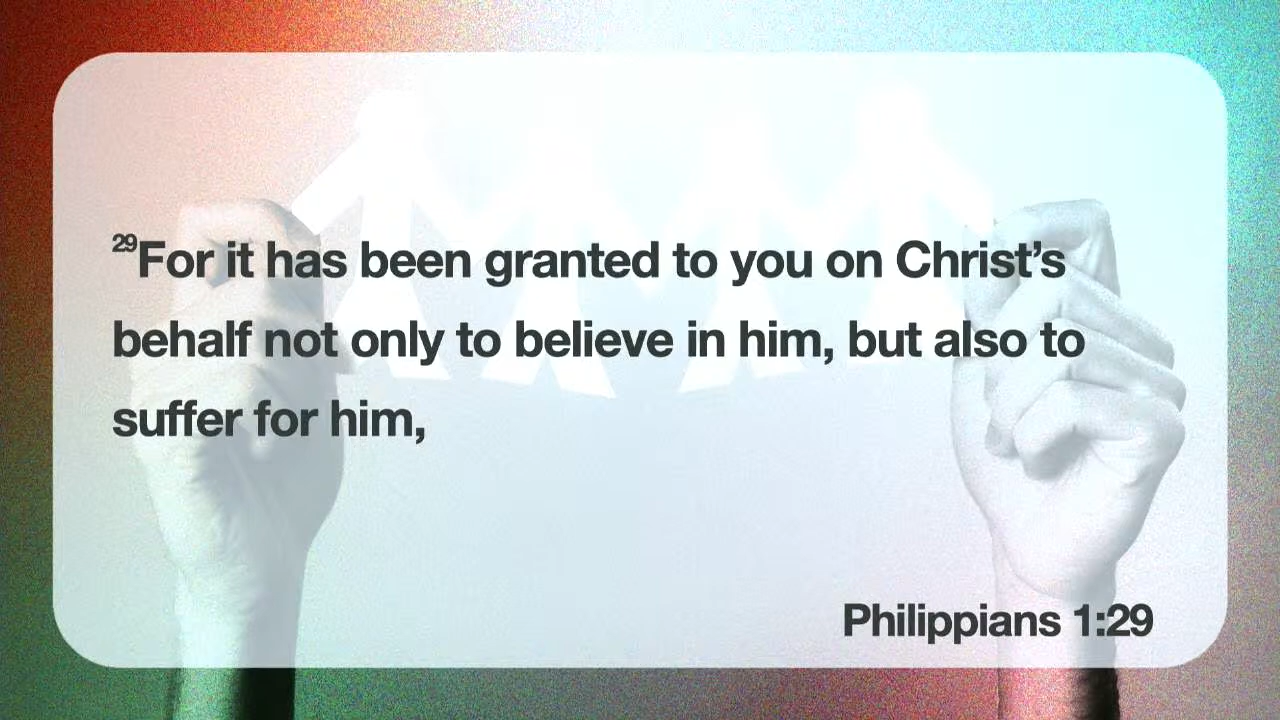 29For it has been granted to you on Christ’s
behalf not only to believe in him, but also to
suffer for him,
Philippians 1:29